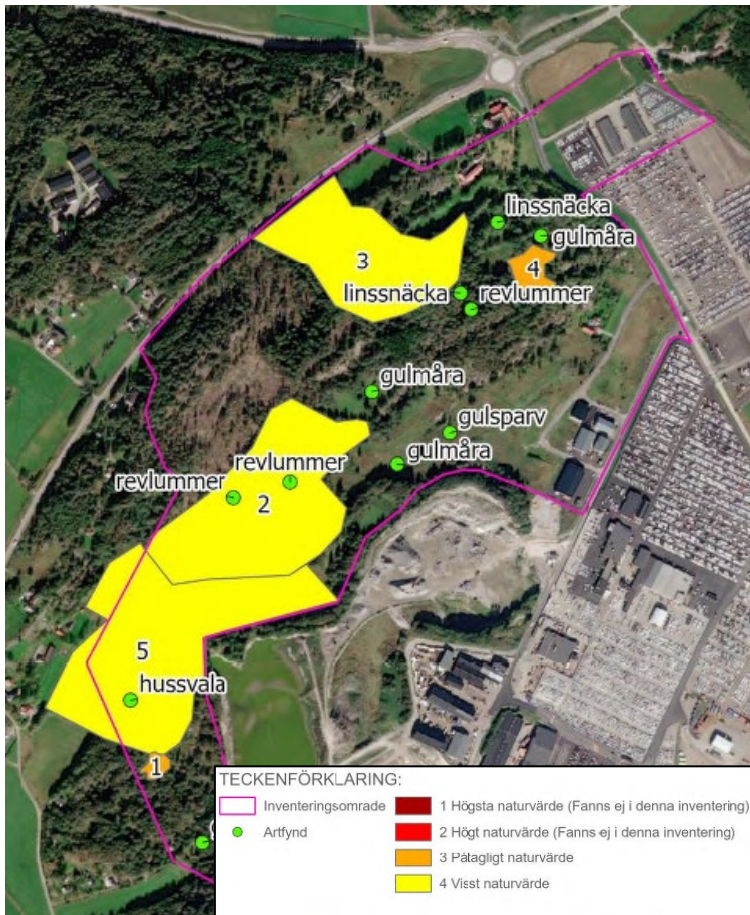 linssnäcka
gulmåra
3
4
linssnäcka
revlummer
gulmåra
gulsparv
gulmåra
revlummer
revlummer
2
5
hussvala
1
TECKENFÖRKLARING:
Inventeringsområde
Artfynd
1 Högsta naturvärde (Fanns ej i denna inventering)
2 Högt naturvärde (Fanns ej i denna inventering)
3 Påtagligt naturvärde
4 Visst naturvärde